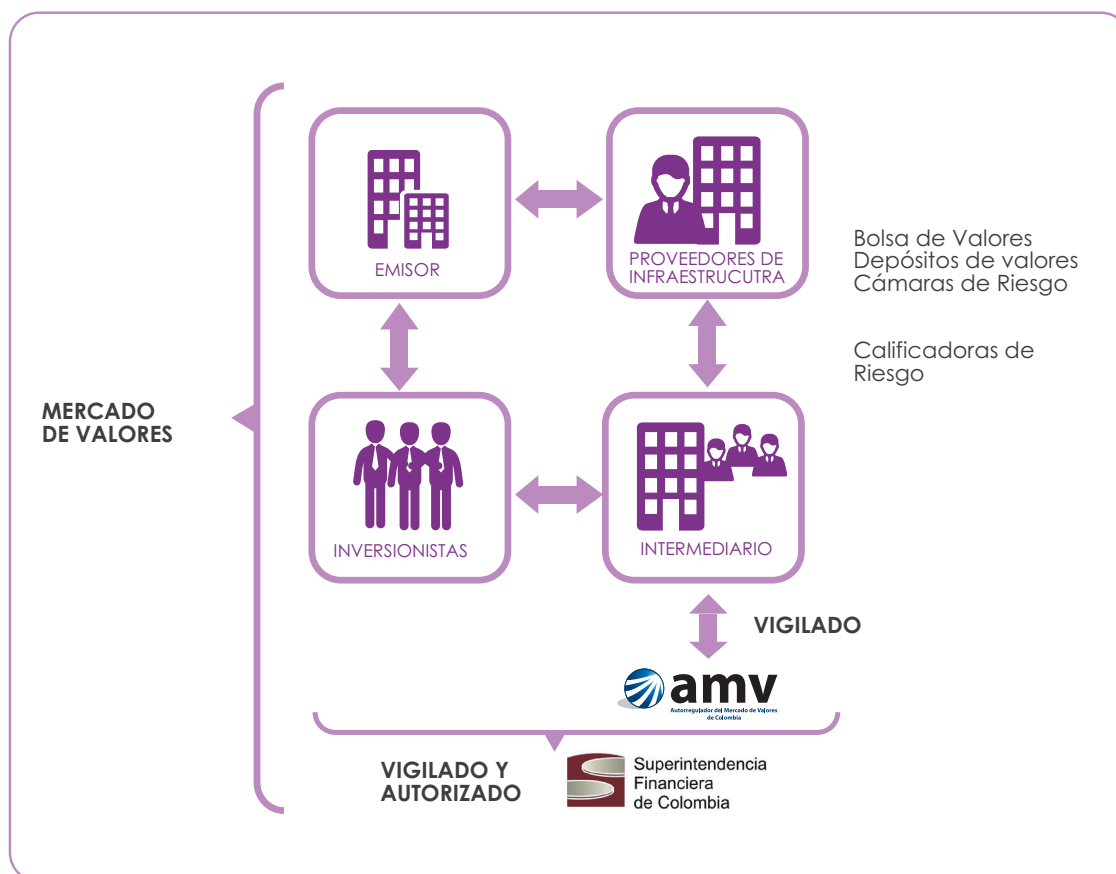 EMISOR
PROVEEDORES DE
INFRAESTRUCUTRA
Bolsa de Valores
Depósitos de valores
Cámaras de Riesgo
Calificadoras de
Riesgo
MERCADO
DE VALORES
INVERSIONISTAS
INTERMEDIARIO
VIGILADO
amv
Autorregulador del Mercado de Valores
de Colombia
VIGILADO Y
AUTORIZADO
Superintendencia
Financiera
de Colombia